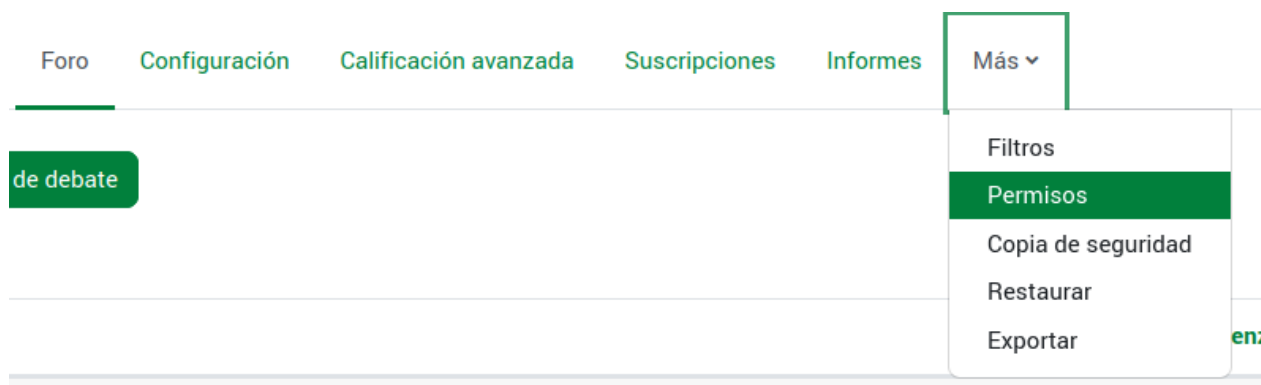 Foro Configuración Calificación avanzada Suscripciones Informes Más
Filtros
de debate
Permisos
Copia de seguridad
Restaurar
Exportar